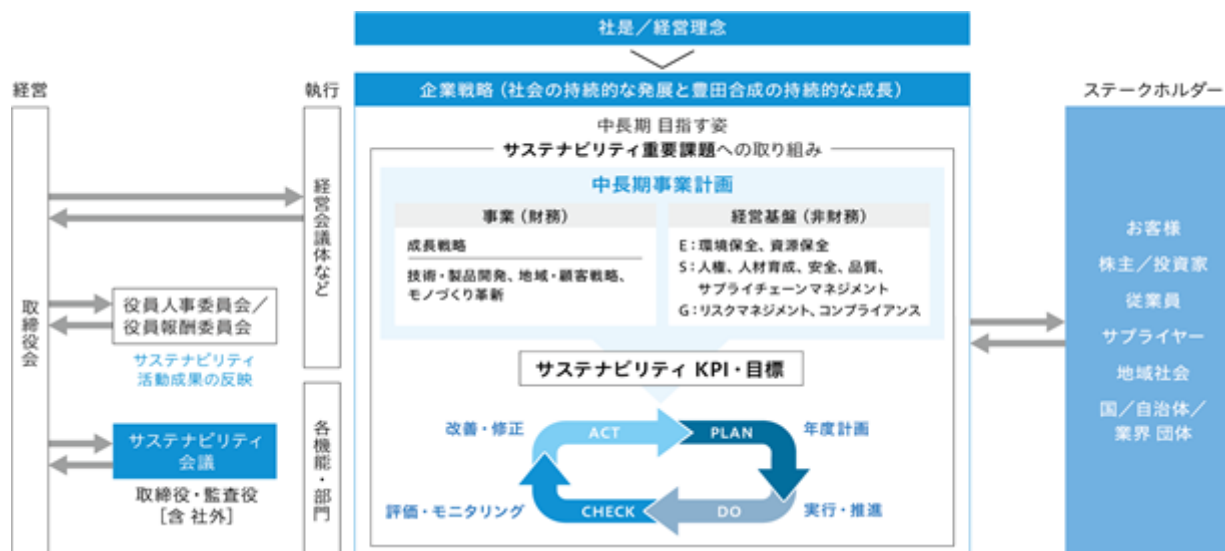 社是／経営理念
経営
執行
企業戦略（社会の持続的な発展と豊田合成の持続的な成長）
ステークホルダー
取締役会
経営会議体など
各機能・部門
役員人事委員会／
役員報酬委員会
サステナビリティ
活動成果の反映
サステナビリティ
会議
取締役・監査役
［含 社外］
中長期 目指す姿
サステナビリティ重要課題への取り組み
中長期事業計画
事業（財務）
成長戦略
技術・製品開発、地域・顧客戦略、
モノづくり革新
経営基盤（非財務）
E：環境保全、資源保全
S：人権、人材育成、安全、品質、
サプライチェーンマネジメント
G：リスクマネジメント、コンプライアンス
サステナビリティ KPI・目標
改善・修正
ACT
PLAN
年度計画
評価・モニタリング
CHECK
DO
実行・推進
お客様
株主／投資家
従業員
サプライヤー
地域社会
国／自治体／
業界 団体